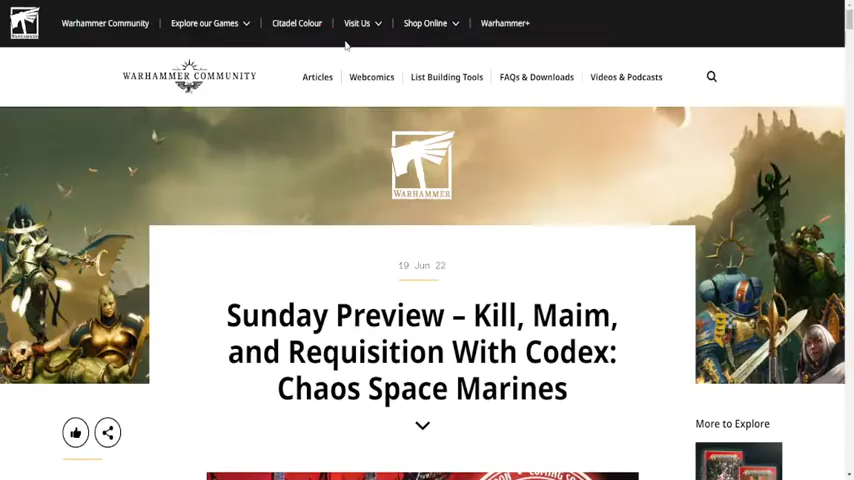 Warhammer Community
Explore our Games
Citadel Colour
Visit Us
Shop Online
Warhammer+
WARHAMMER COMMUNITY
Articles
Webcomics
List Building Tools
FAQs & Downloads
Videos & Podcasts
WARHAMMER
19 Jun 22
Sunday Preview – Kill, Maim,
and Requisition With Codex:
Chaos Space Marines
More to Explore